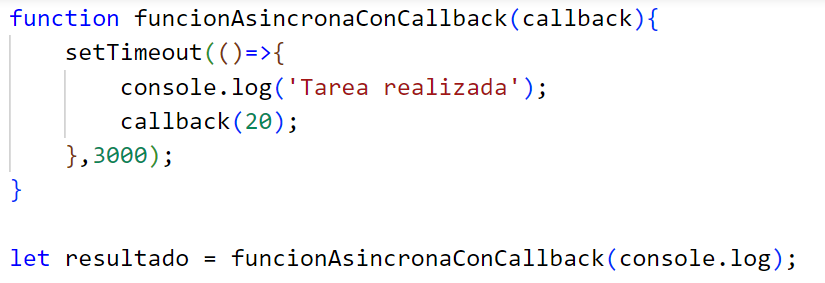 function funcionAsincronaConCallback(callback){
    setTimeout(()=>{
        console.log('Tarea realizada');
        callback(20);
    },3000);
}
let resultado = funcionAsincronaConCallback(console.log);